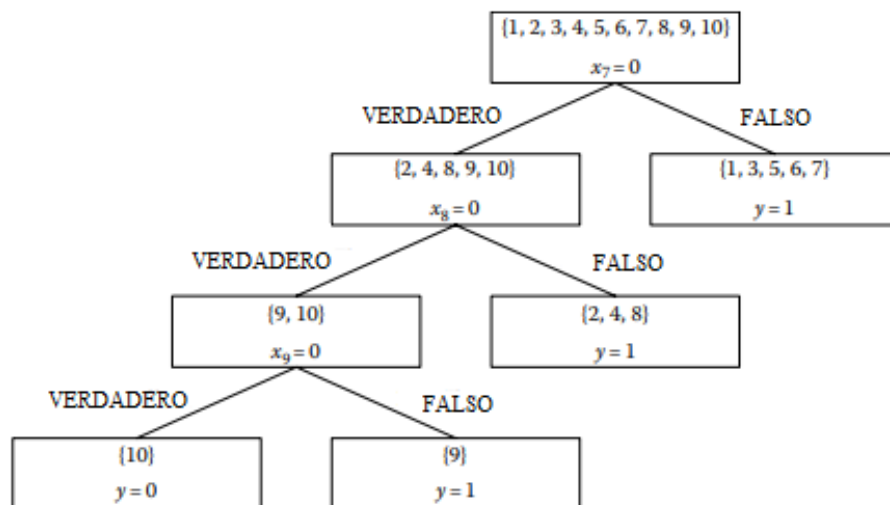 {1, 2, 3, 4, 5, 6, 7, 8, 9, 10}
x₇ = 0
VERDADERO
FALSO
{2, 4, 8, 9, 10}
x₈ = 0
{1, 3, 5, 6, 7}
y = 1
VERDADERO
FALSO
{9, 10}
x₉ = 0
{2, 4, 8}
y = 1
VERDADERO
FALSO
{10}
y = 0
{9}
y = 1